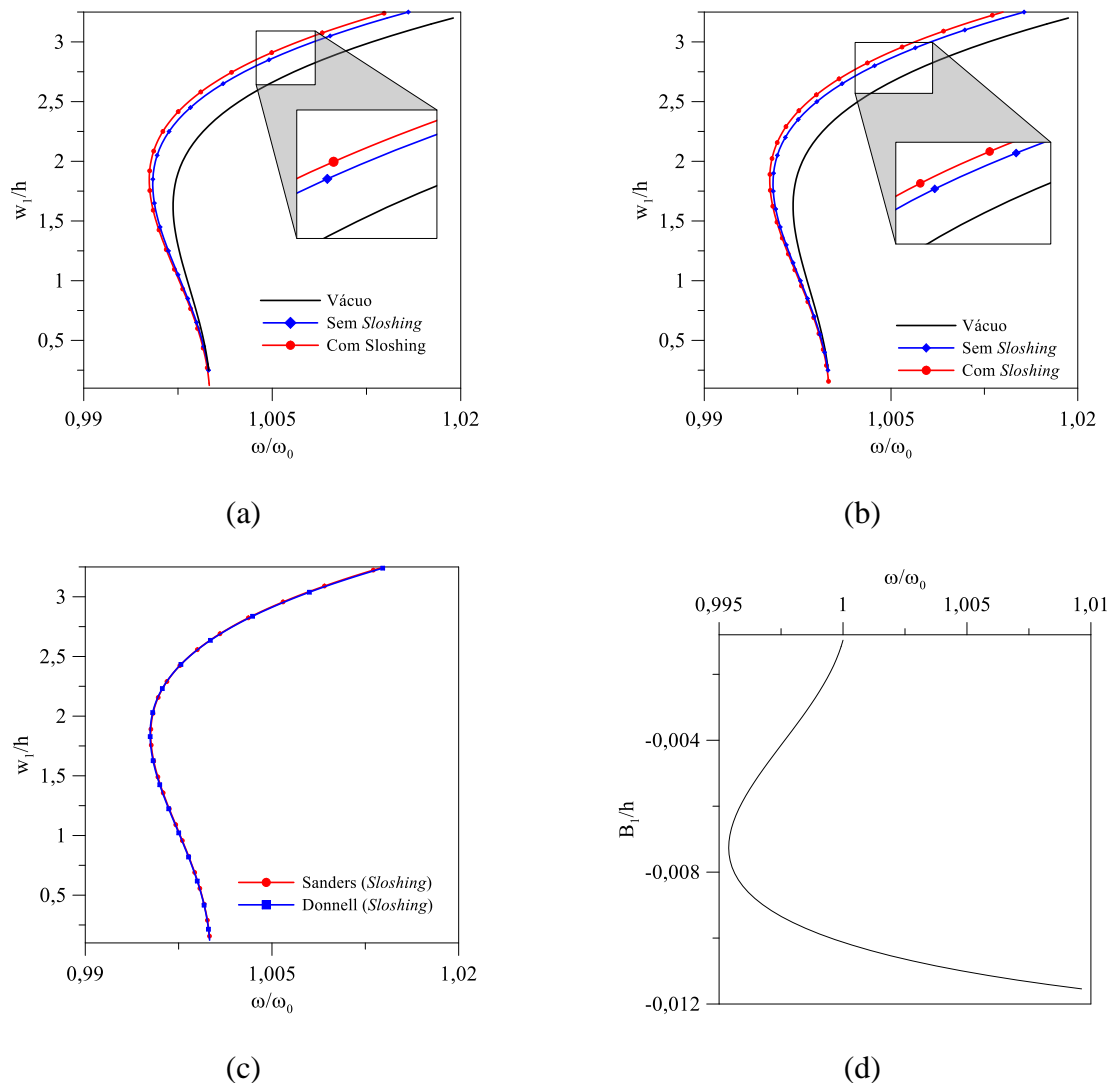 3
2,5
2
1,5
1
0,5
w₁/h
Vácuo
Sem Sloshing
Com Sloshing
0,99
1,005
1,02
ω/ω₀
(a)
3
2,5
2
1,5
1
0,5
w₁/h
Vácuo
Sem Sloshing
Com Sloshing
0,99
1,005
1,02
ω/ω₀
(b)
3
2,5
2
1,5
1
0,5
w₁/h
Sanders (Sloshing)
Donnell (Sloshing)
0,99
1,005
1,02
ω/ω₀
(c)
ω/ω₀
0,995
1
1,005
1,01
-0,004
-0,008
-0,012
B₁/h
(d)